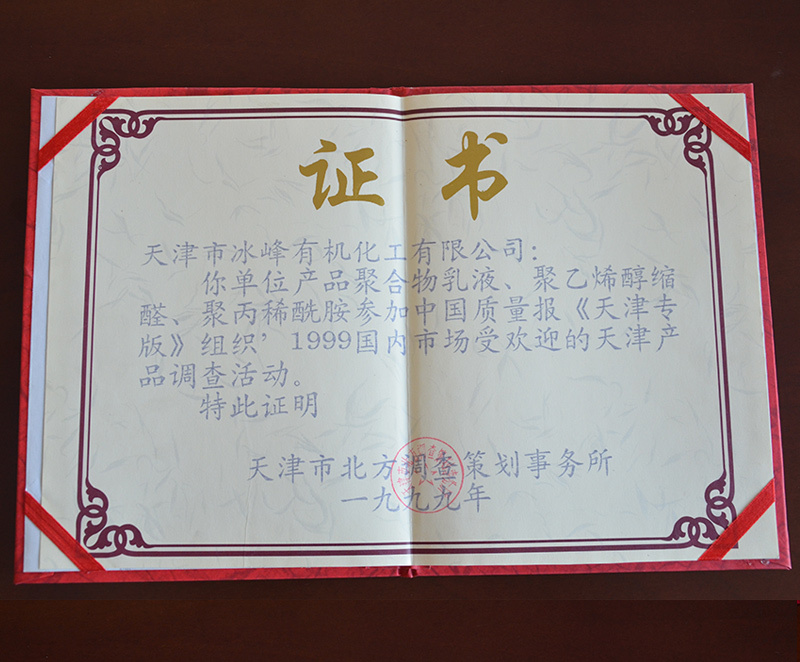 证书
天津市冰峰有机化工有限公司:
你单位产品聚合物乳液、聚乙烯醇缩
醛、聚丙稀酰胺参加中国质量报《天津专
版》组织’1999国内市场受欢迎的天津产
品调查活动。
特此证明
天津市北方调查策划事务所
一九九九年